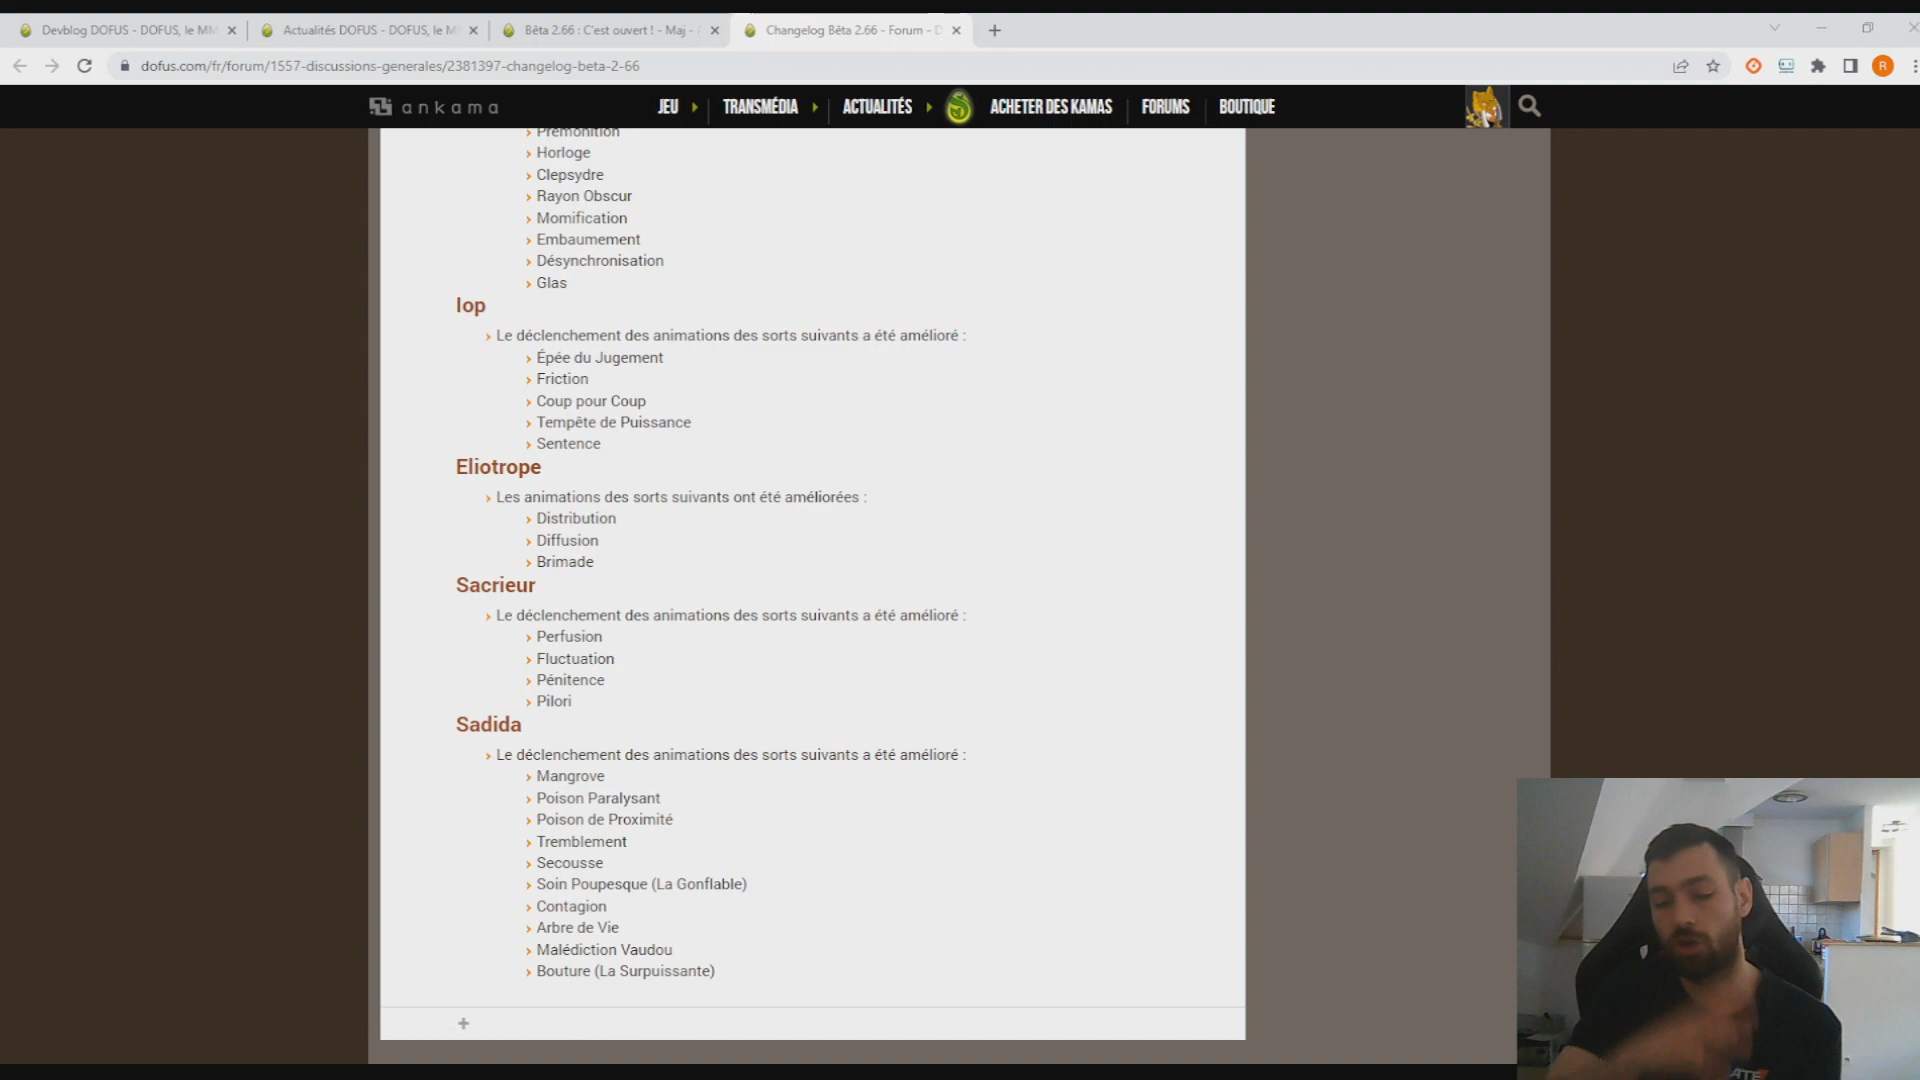 Devblog DOFUS - DOFUS, le MM
Actualités DOFUS - DOFUS, le M
Bêta 2.66 : C'est ouvert ! - Maj - A
Changelog Bêta 2.66 - Forum - D
dofus.com/fr/forum/1557-discussions-generales/2381397-changelog-beta-2-66
R
ankama
JEU
TRANSMÉDIA
ACTUALITÉS
ACHETER DES KAMAS
FORUMS
BOUTIQUE
Prémonition
Horloge
Clepsydre
Rayon Obscur
Momification
Embaumement
Désynchronisation
Glas
Iop
Le déclenchement des animations des sorts suivants a été amélioré :
Épée du Jugement
Friction
Coup pour Coup
Tempête de Puissance
Sentence
Eliotrope
Les animations des sorts suivants ont été améliorées :
Distribution
Diffusion
Brimade
Sacrieur
Le déclenchement des animations des sorts suivants a été amélioré :
Perfusion
Fluctuation
Pénitence
Pilori
Sadida
Le déclenchement des animations des sorts suivants a été amélioré :
Mangrove
Poison Paralysant
Poison de Proximité
Tremblement
Secousse
Soin Poupesque (La Gonflable)
Contagion
Arbre de Vie
Malédiction Vaudou
Bouture (La Surpuissante)